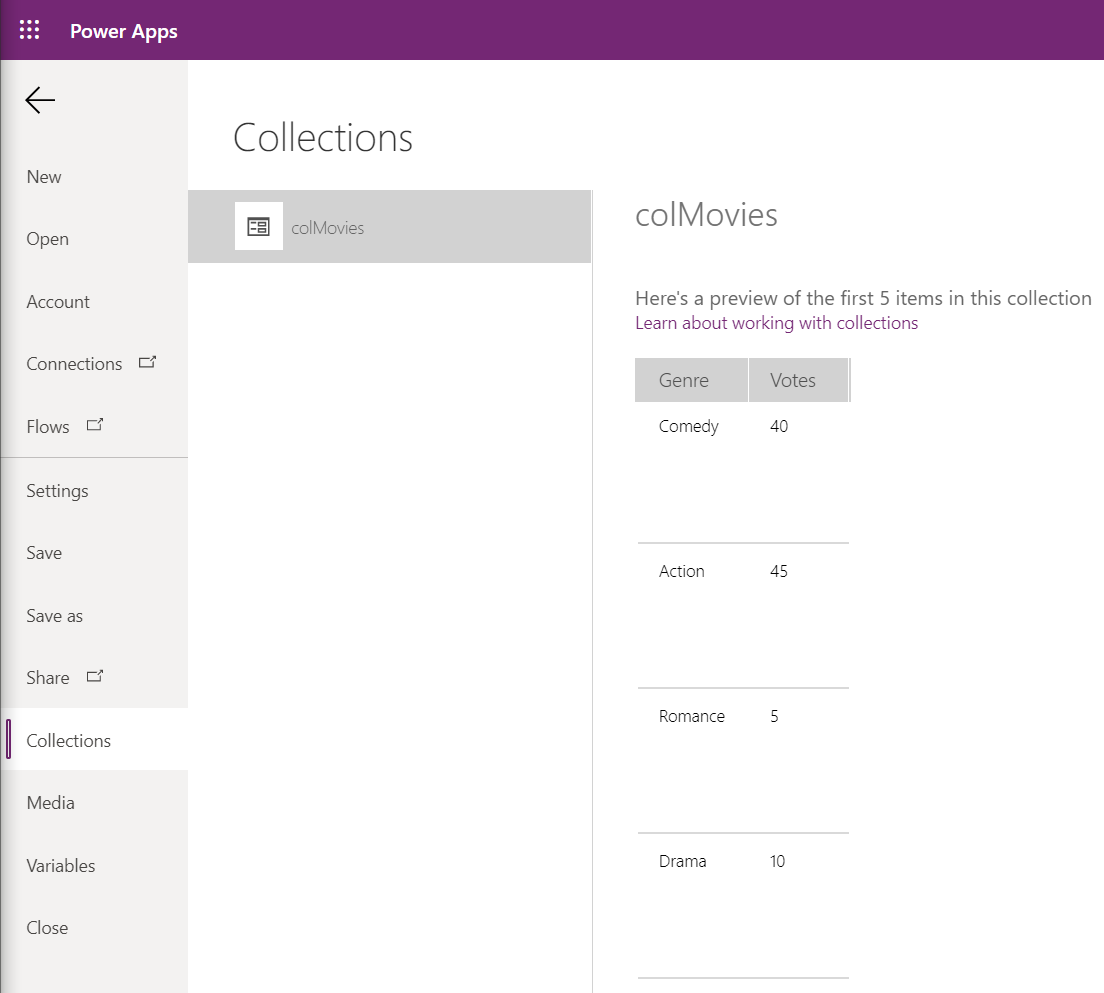 Power Apps
New
Open
Account
Connections
Flows
Settings
Save
Save as
Share
Collections
Media
Variables
Close
Collections
colMovies
colMovies
Here's a preview of the first 5 items in this collection
Learn about working with collections
Genre Votes
Comedy 40
Action 45
Romance 5
Drama 10